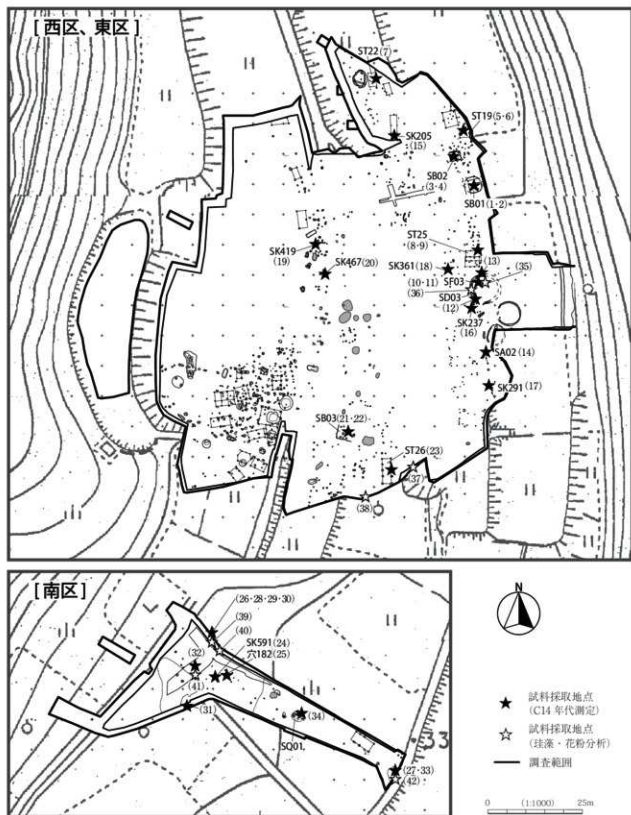 [西区、東区]
ST22(7)
ST19(5·6)
SK205
(15)
SB02
(3·4)
SB01(1·2)
ST25
(8·9)
SK419
(19)
SK467(20)
SK361(18)
(13)
SF03
(35)
(10·11)
(36)
SD03
(12)
SK237
(16)
SA02(14)
SK291(17)
SB03(21·22)
ST26(23)
(37)
(38)
[南区]
(26·28·29·30)
(39)
(40)
SK591(24)
穴182(25)
(32)
(41)
(31)
(34)
SQ01
33
(27·33)
(42)
N
試料採取地点
(C14年代測定)
試料採取地点
(珪藻・花粉分析)
調査範囲
0 (1:1000) 25m